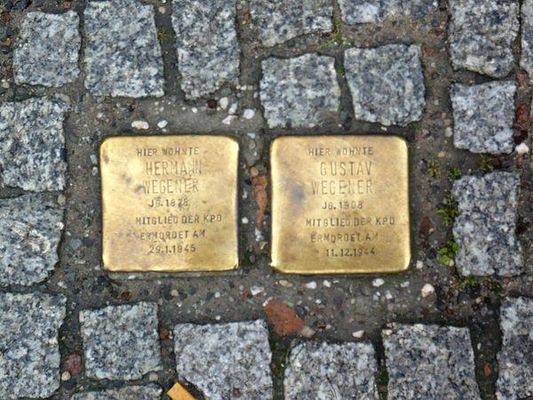 HIER WOHNTE
HERMANN
WEGENER
JG. 1878
MITGLIED DER KPD
ERMORDET AM
29.1.1945
HIER WOHNTE
GUSTAV
WEGENER
JG. 1908
MITGLIED DER KPD
ERMORDET AM
11.12.1944